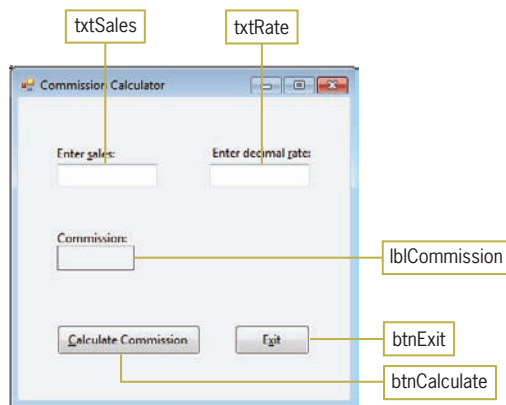 txtSales
txtRate
Commission Calculator
Enter sales:
Enter decimal rate:
Commission:
lblCommission
Calculate Commission
Exit
btnExit
btnCalculate